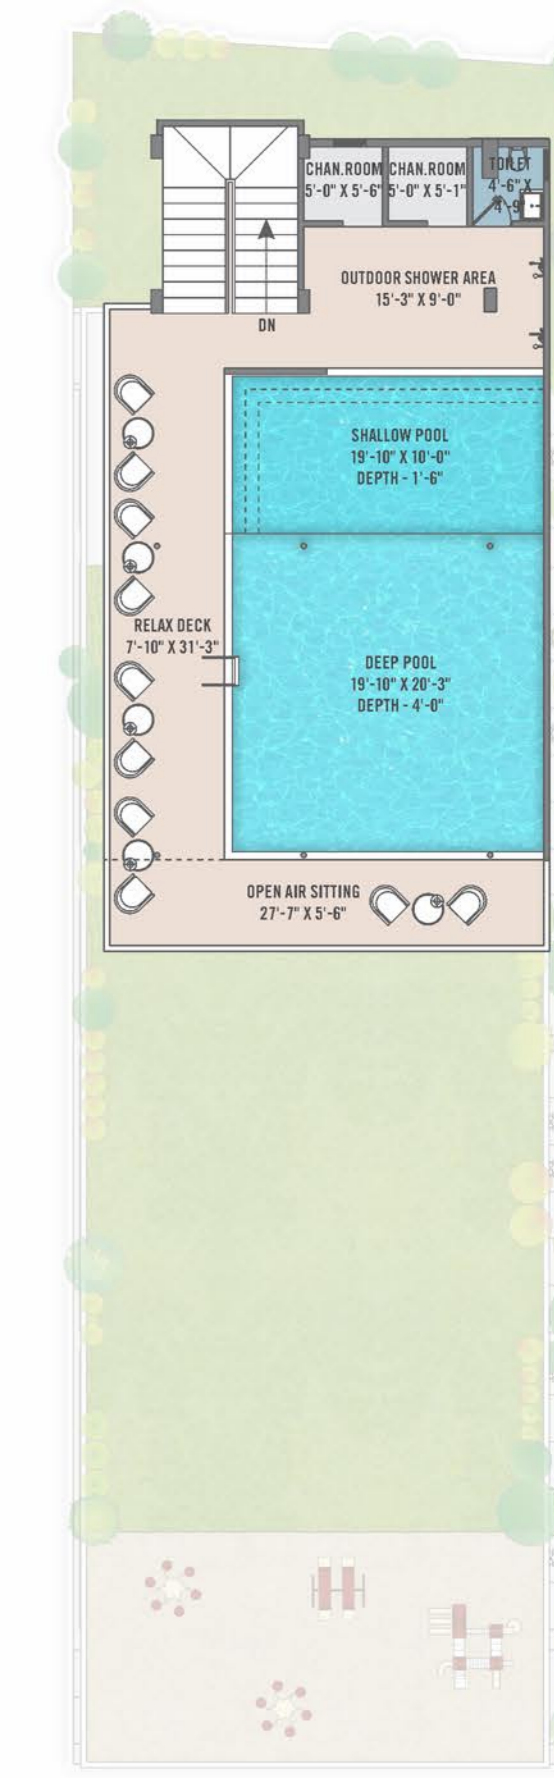 CHAN.ROOM
5'-0" X 5'-6"
CHAN.ROOM
5'-0" X 5'-1"
TOILET
4'-6" X
4'-9"
OUTDOOR SHOWER AREA
15'-3" X 9'-0"
DN
SHALLOW POOL
19'-10" X 10'-0"
DEPTH - 1'-6"
RELAX DECK
7'-10" X 31'-3"
DEEP POOL
19'-10" X 20'-3"
DEPTH - 4'-0"
OPEN AIR SITTING
27'-7" X 5'-6"